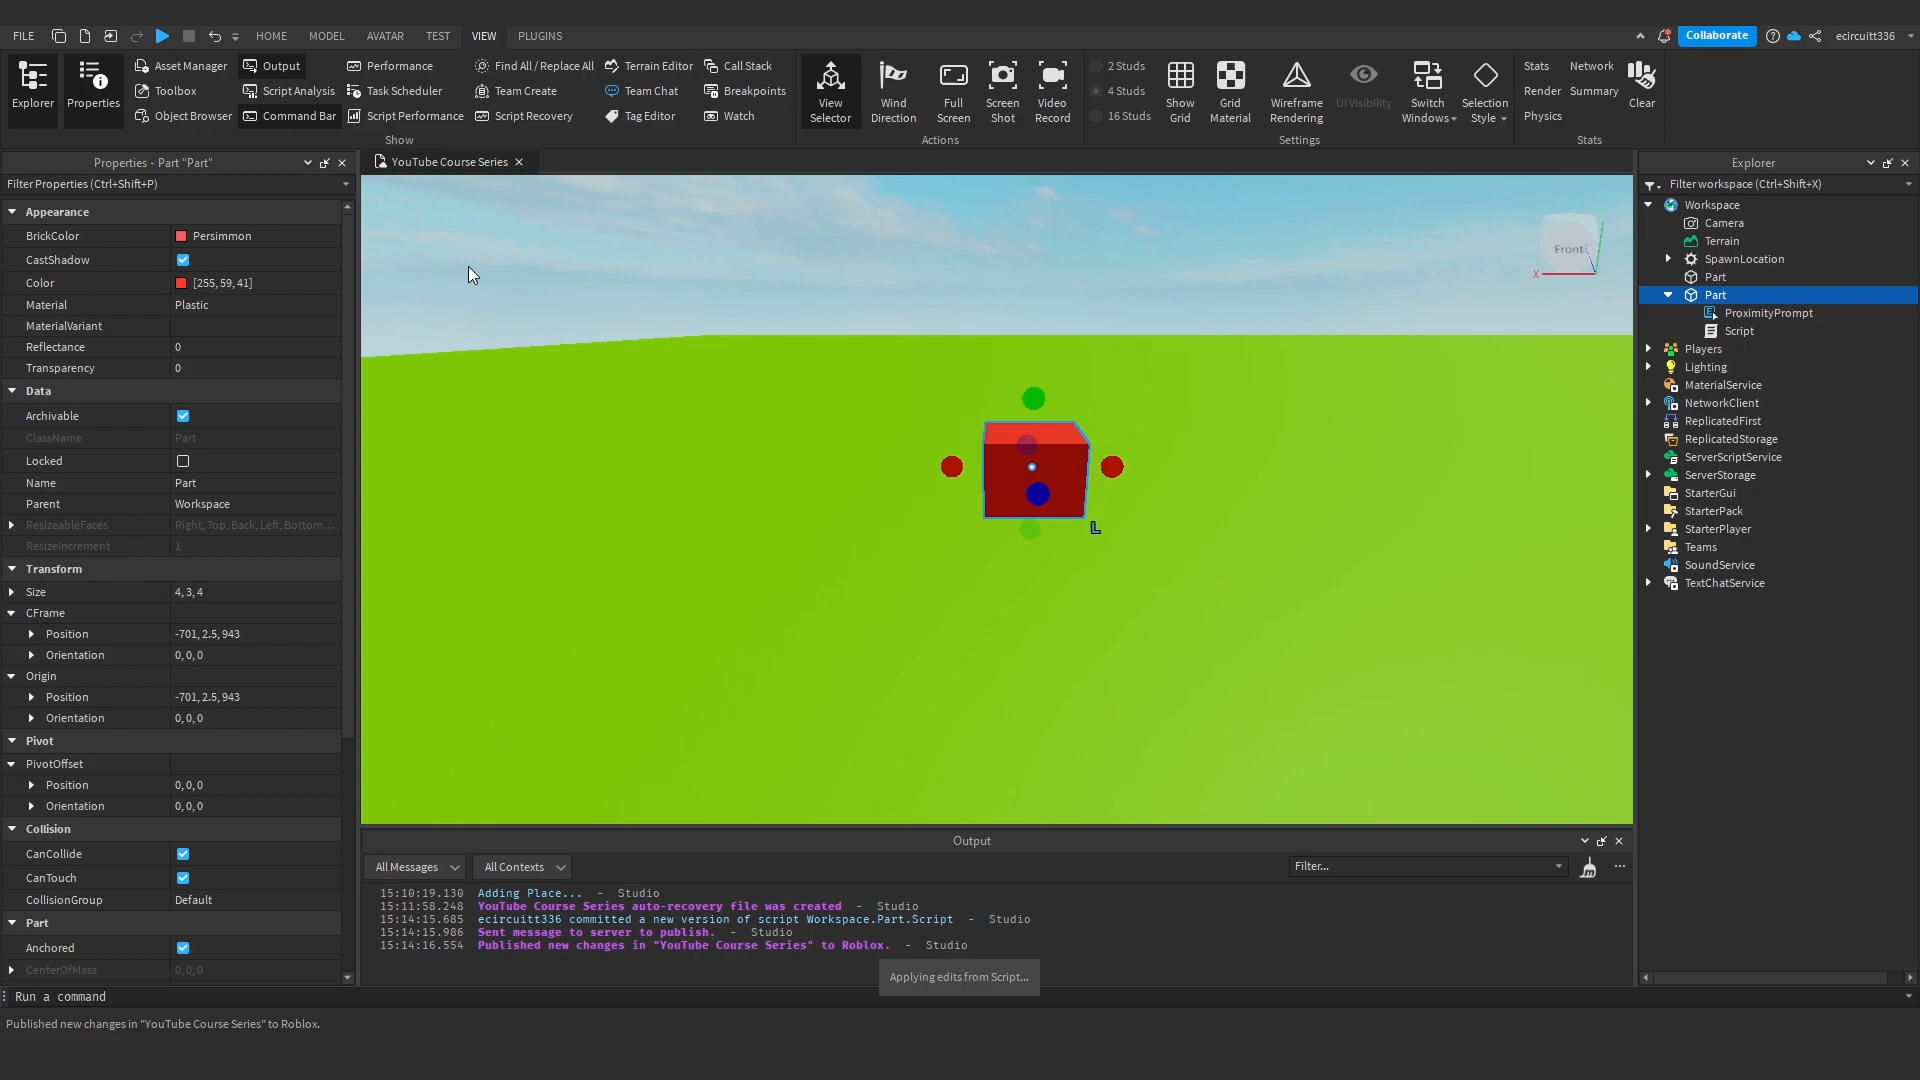 FILE HOME MODEL AVATAR TEST VIEW PLUGINS Collaborate ecircuitt336
Explorer
Properties
Asset Manager
Toolbox
Object Browser
Output
Script Analysis
Command Bar
Performance
Task Scheduler
Script Performance
Find All / Replace All
Team Create
Script Recovery
Terrain Editor
Team Chat
Tag Editor
Call Stack
Breakpoints
Watch
Show
View
Selector
Wind
Direction
Full
Screen
Screen
Shot
Video
Record
Actions
2 Studs
4 Studs
16 Studs
Show
Grid
Grid
Material
Wireframe
Rendering
UI Visibility
Switch
Windows
Selection
Style
Settings
Stats Network
Render Summary
Physics
Clear
Stats
Properties - Part "Part"
Filter Properties (Ctrl+Shift+P)
Appearance
BrickColor Persimmon
CastShadow
Color [255, 59, 41]
Material Plastic
MaterialVariant
Reflectance 0
Transparency 0
Data
Archivable
ClassName Part
Locked
Name Part
Parent Workspace
ResizeableFaces Right, Top, Back, Left, Bottom...
ResizeIncrement 1
Transform
Size 4, 3, 4
CFrame
Position -701, 2.5, 943
Orientation 0, 0, 0
Origin
Position -701, 2.5, 943
Orientation 0, 0, 0
Pivot
PivotOffset
Position 0, 0, 0
Orientation 0, 0, 0
Collision
CanCollide
CanTouch
CollisionGroup Default
Part
Anchored
CenterOfMass 0, 0, 0
YouTube Course Series
Front
X
Z
L
Output
All Messages All Contexts Filter...
15:10:19.130 Adding Place... - Studio
15:11:58.248 YouTube Course Series auto-recovery file was created - Studio
15:14:15.685 ecircuitt336 committed a new version of script Workspace.Part.Script - Studio
15:14:15.986 Sent message to server to publish. - Studio
15:14:16.554 Published new changes in "YouTube Course Series" to Roblox. - Studio
Applying edits from Script...
Explorer
Filter workspace (Ctrl+Shift+X)
Workspace
Camera
Terrain
SpawnLocation
Part
Part
ProximityPrompt
Script
Players
Lighting
MaterialService
NetworkClient
ReplicatedFirst
ReplicatedStorage
ServerScriptService
ServerStorage
StarterGui
StarterPack
StarterPlayer
Teams
SoundService
TextChatService
Run a command
Published new changes in "YouTube Course Series" to Roblox.